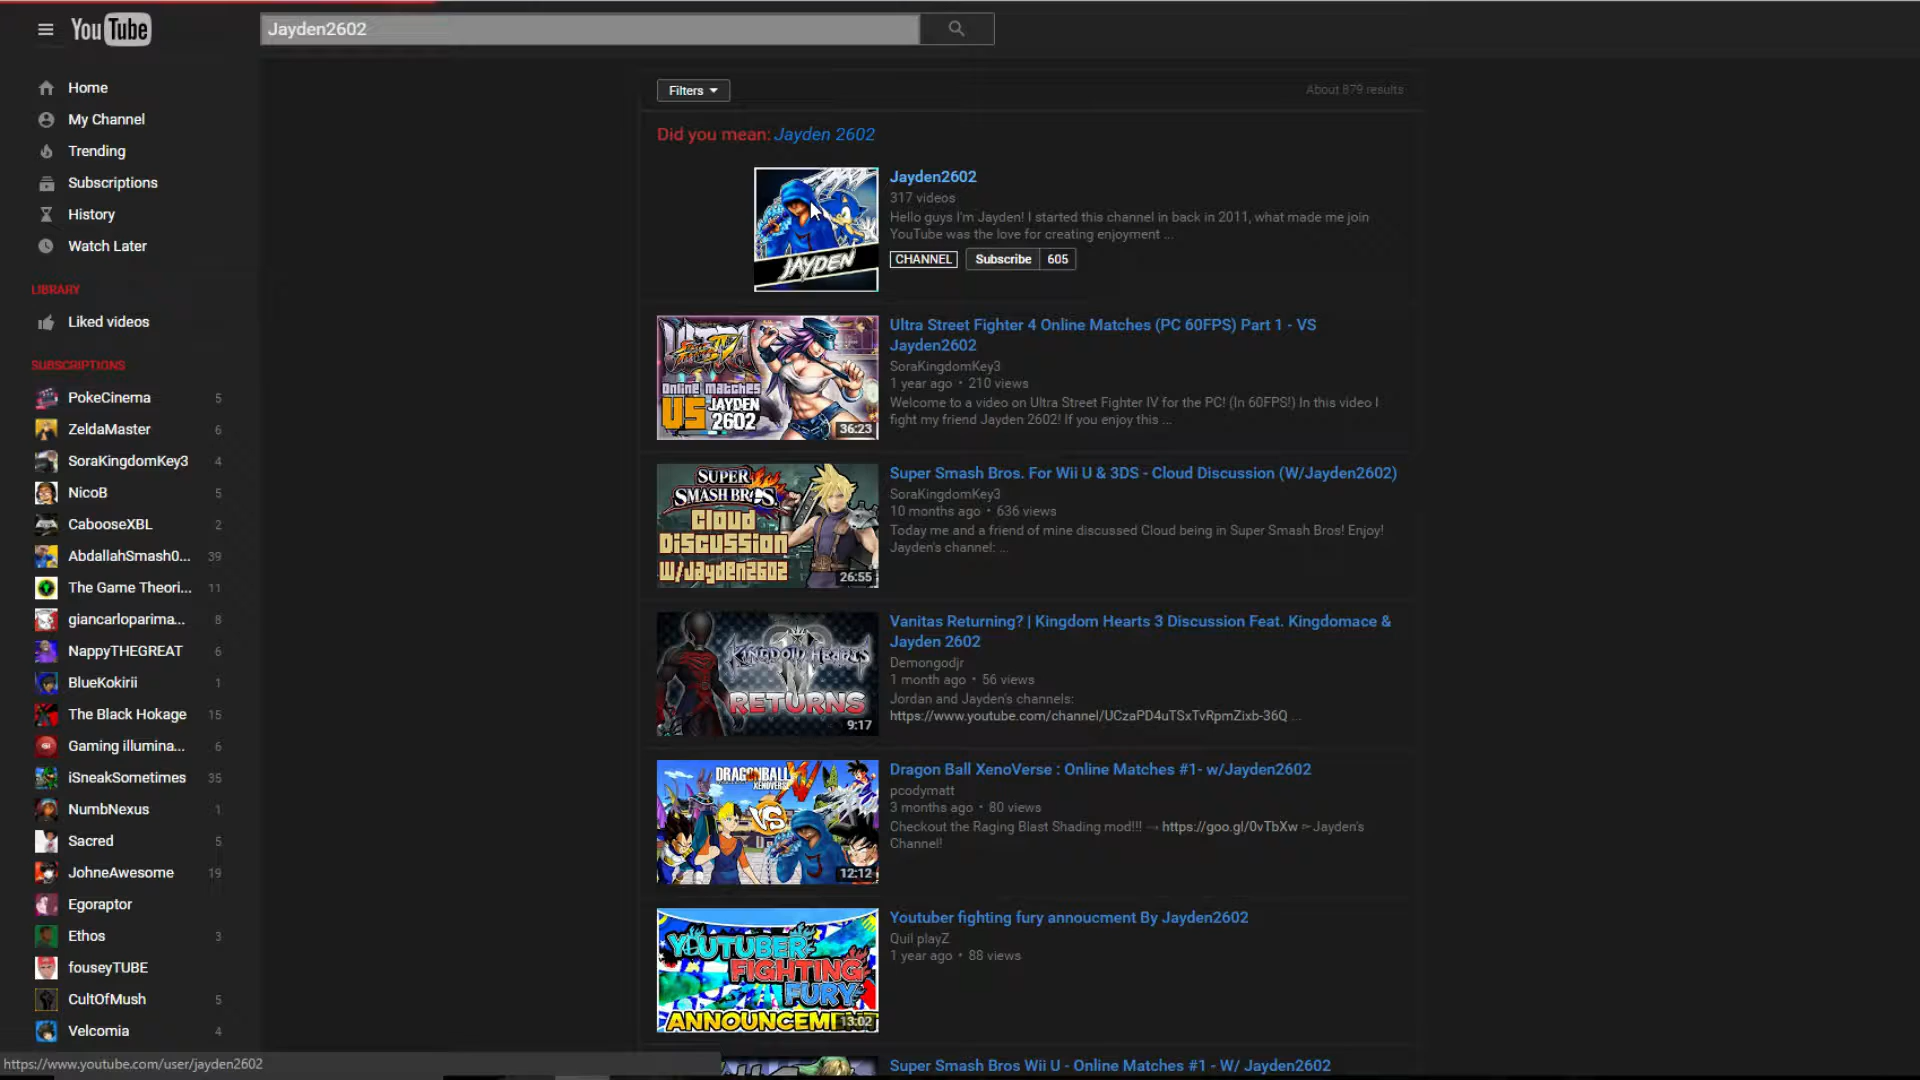 YouTube
Jayden2602
Home
My Channel
Trending
Subscriptions
History
Watch Later
LIBRARY
Liked videos
SUBSCRIPTIONS
PokeCinema 5
ZeldaMaster 6
SoraKingdomKey3 4
NicoB 5
CabooseXBL 2
AbdallahSmash0... 39
The Game Theori... 11
giancarloparima... 8
NappyTHEGREAT 6
BlueKokirii 1
The Black Hokage 15
Gaming illumina... 6
iSneakSometimes 35
NumbNexus 1
Sacred 5
JohneAwesome 19
Egoraptor
Ethos 3
fouseyTUBE
CultOfMush 5
Velcomia 4
https://www.youtube.com/user/jayden2602
Filters
About 879 results
Did you mean: Jayden 2602
JAYDEN
Jayden2602
317 videos
Hello guys I'm Jayden! I started this channel in back in 2011, what made me join
YouTube was the love for creating enjoyment ...
CHANNEL Subscribe 605
ULTRA
STREET FIGHTER IV
Online Matches
VS JAYDEN
2602
36:23
Ultra Street Fighter 4 Online Matches (PC 60FPS) Part 1 - VS
Jayden2602
SoraKingdomKey3
1 year ago • 210 views
Welcome to a video on Ultra Street Fighter IV for the PC! (In 60FPS!) In this video I
fight my friend Jayden 2602! If you enjoy this ...
SUPER
SMASH BROS.
Cloud
Discussion
W/Jayden2602
26:55
Super Smash Bros. For Wii U & 3DS - Cloud Discussion (W/Jayden2602)
SoraKingdomKey3
10 months ago • 636 views
Today me and a friend of mine discussed Cloud being in Super Smash Bros! Enjoy!
Jayden's channel: ...
KINGDOM HEARTS
III
RETURNS
9:17
Vanitas Returning? | Kingdom Hearts 3 Discussion Feat. Kingdomace &
Jayden 2602
Demongodjr
1 month ago • 56 views
Jordan and Jayden's channels:
https://www.youtube.com/channel/UCzaPD4uTSxTvRpmZixb-36Q ...
DRAGONBALL
XENOVERSE
VS
12:12
Dragon Ball XenoVerse : Online Matches #1- w/Jayden2602
pcodymatt
3 months ago • 80 views
Checkout the Raging Blast Shading mod!!! → https://goo.gl/0vTbXw ➣Jayden's
Channel!
YOUTUBER
FIGHTING
FURY
ANNOUNCEMENT
13:02
Youtuber fighting fury annoucment By Jayden2602
Quil playZ
1 year ago • 88 views
Super Smash Bros Wii U - Online Matches #1 - W/ Jayden2602